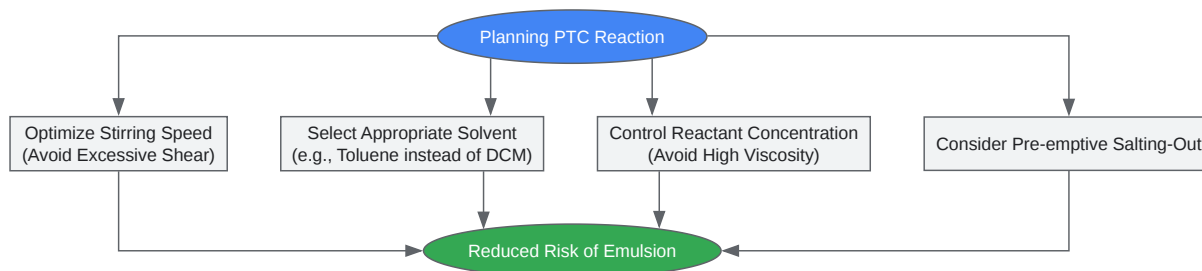 Planning PTC Reaction
Optimize Stirring Speed
(Avoid Excessive Shear)
Select Appropriate Solvent
(e.g., Toluene instead of DCM)
Control Reactant Concentration
(Avoid High Viscosity)
Consider Pre-emptive Salting-Out
Reduced Risk of Emulsion